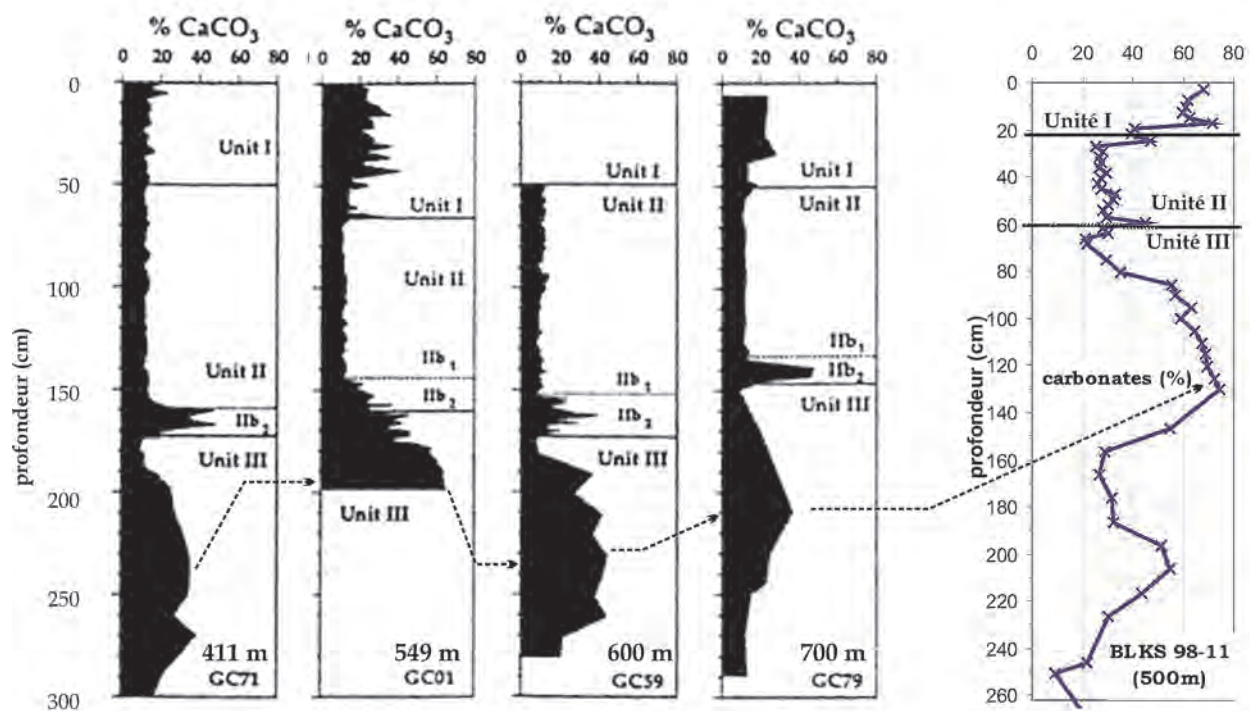 % CaCO3
0 20 40 60 80
% CaCO3
0 20 40 60 80
% CaCO3
0 20 40 60 80
% CaCO3
0 20 40 60 80
0 20 40 60 80
profondeur (cm)
0
50
100
150
200
250
300
Unit I
Unit II
IIb2
Unit III
411 m
GC71
Unit I
Unit II
IIb1
IIb2
Unit III
549 m
GC01
Unit I
Unit II
IIb1
IIb2
Unit III
600 m
GC59
Unit I
Unit II
IIb1
IIb2
Unit III
700 m
GC79
profondeur (cm)
0
20
40
60
80
100
120
140
160
180
200
220
240
260
Unité I
Unité II
Unité III
carbonates (%)
BLKS 98-11
(500m)